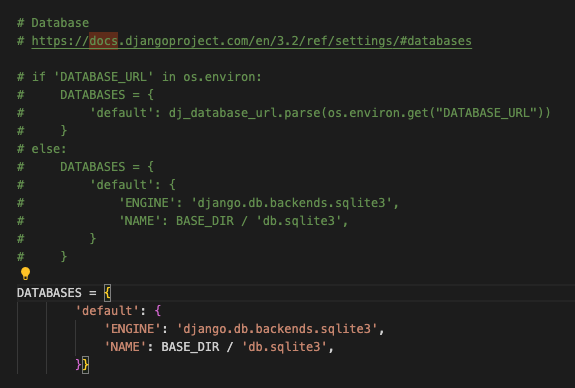 # Database
# https://docs.djangoproject.com/en/3.2/ref/settings/#databases
# if 'DATABASE_URL' in os.environ:
#     DATABASES = {
#         'default': dj_database_url.parse(os.environ.get("DATABASE_URL"))
#     }
# else:
#     DATABASES = {
#         'default': {
#             'ENGINE': 'django.db.backends.sqlite3',
#             'NAME': BASE_DIR / 'db.sqlite3',
#         }
#     }
DATABASES = {
        'default': {
            'ENGINE': 'django.db.backends.sqlite3',
            'NAME': BASE_DIR / 'db.sqlite3',
        }}